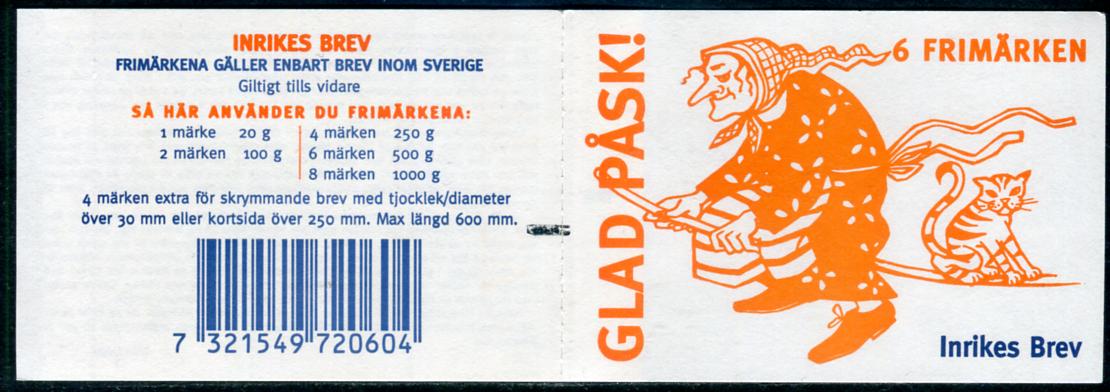 INRIKES BREV
FRIMÄRKENA GÄLLER ENBART BREV INOM SVERIGE
Giltigt tills vidare
SÅ HÄR ANVÄNDER DU FRIMÄRKENA:
1 märke 20 g 4 märken 250 g
2 märken 100 g 6 märken 500 g
8 märken 1000 g
4 märken extra för skrymmande brev med tjocklek/diameter
över 30 mm eller kortsida över 250 mm. Max längd 600 mm.
7 321549 720604
GLAD PÅSK!
6 FRIMÄRKEN
Inrikes Brev